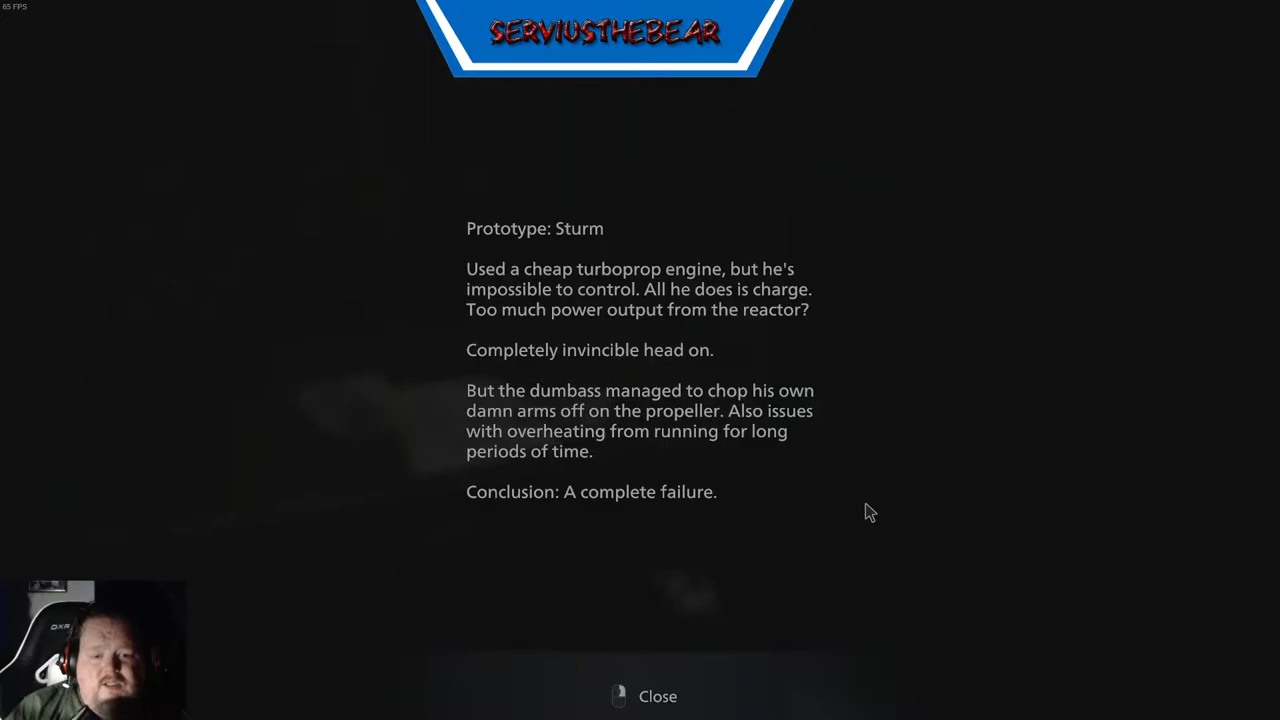 65 FPS
SERVIUSTHEBEAR
Prototype: Sturm
Used a cheap turboprop engine, but he's
impossible to control. All he does is charge.
Too much power output from the reactor?
Completely invincible head on.
But the dumbass managed to chop his own
damn arms off on the propeller. Also issues
with overheating from running for long
periods of time.
Conclusion: A complete failure.
DXR
Close